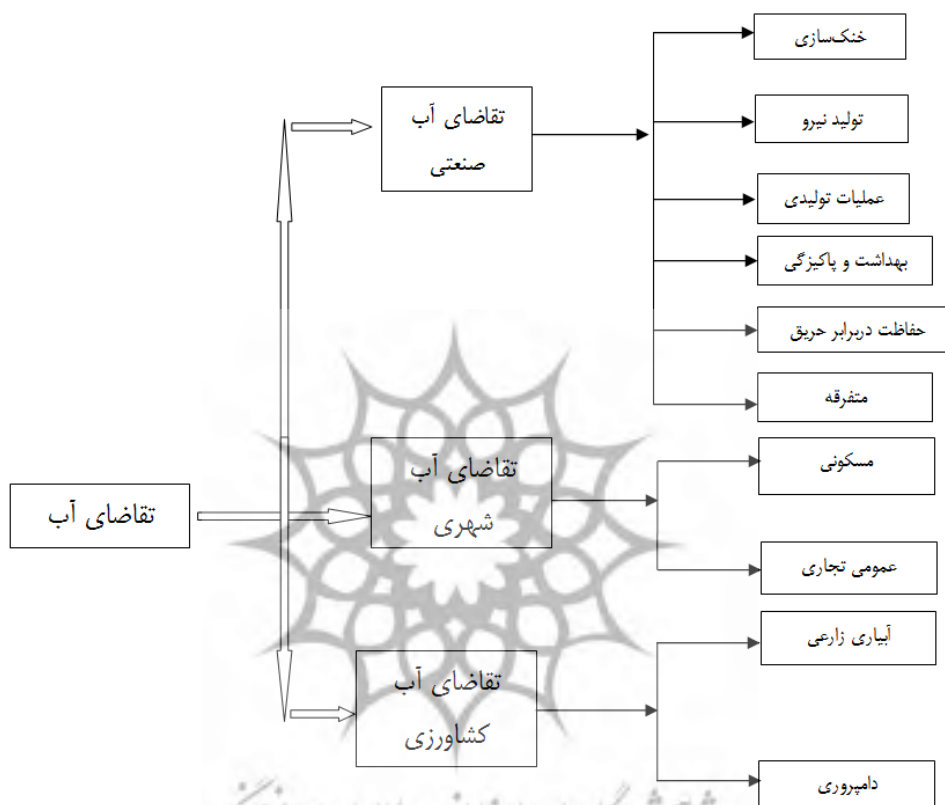 تقاضای آب
تقاضای آب
صنعتی
خنک‌سازی
تولید نیرو
عملیات تولیدی
بهداشت و پاکیزگی
حفاظت دربرابر حریق
متفرقه
تقاضای آب
شهری
مسکونی
عمومی تجاری
تقاضای آب
کشاورزی
آبیاری زارعی
دامپروری